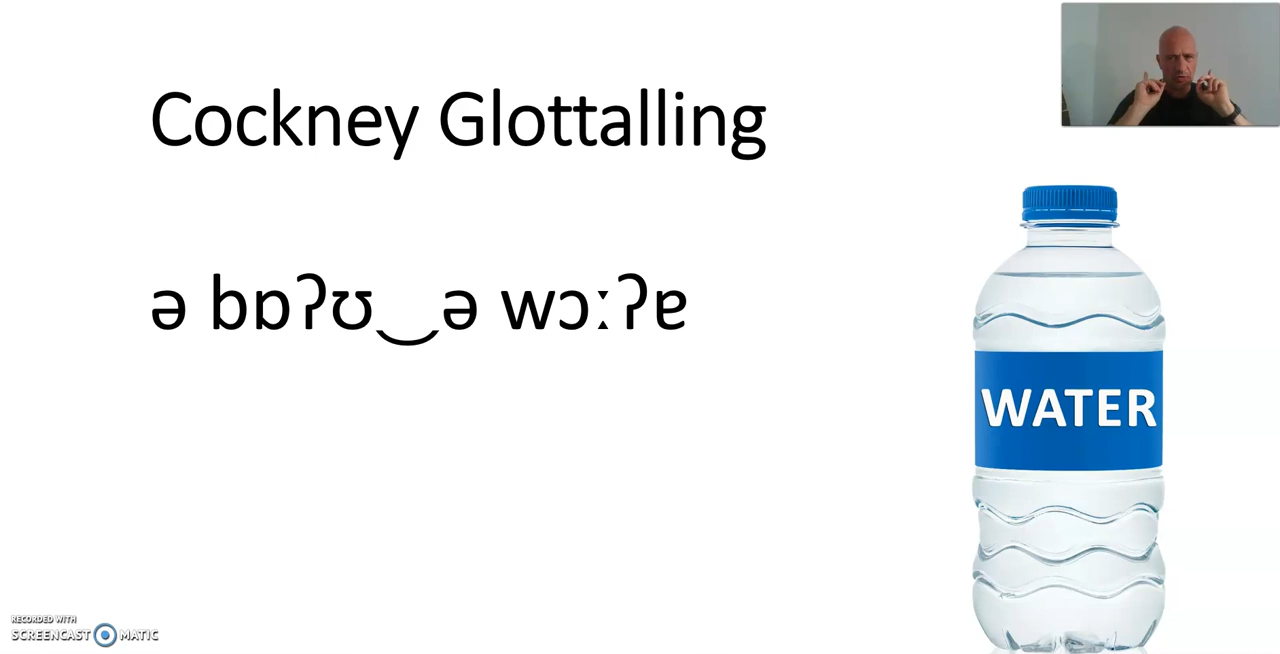 Cockney Glottalling
ə bɒʔʊ‿ə wɔːʔɐ
WATER
RECORDED WITH
SCREENCAST MATIC